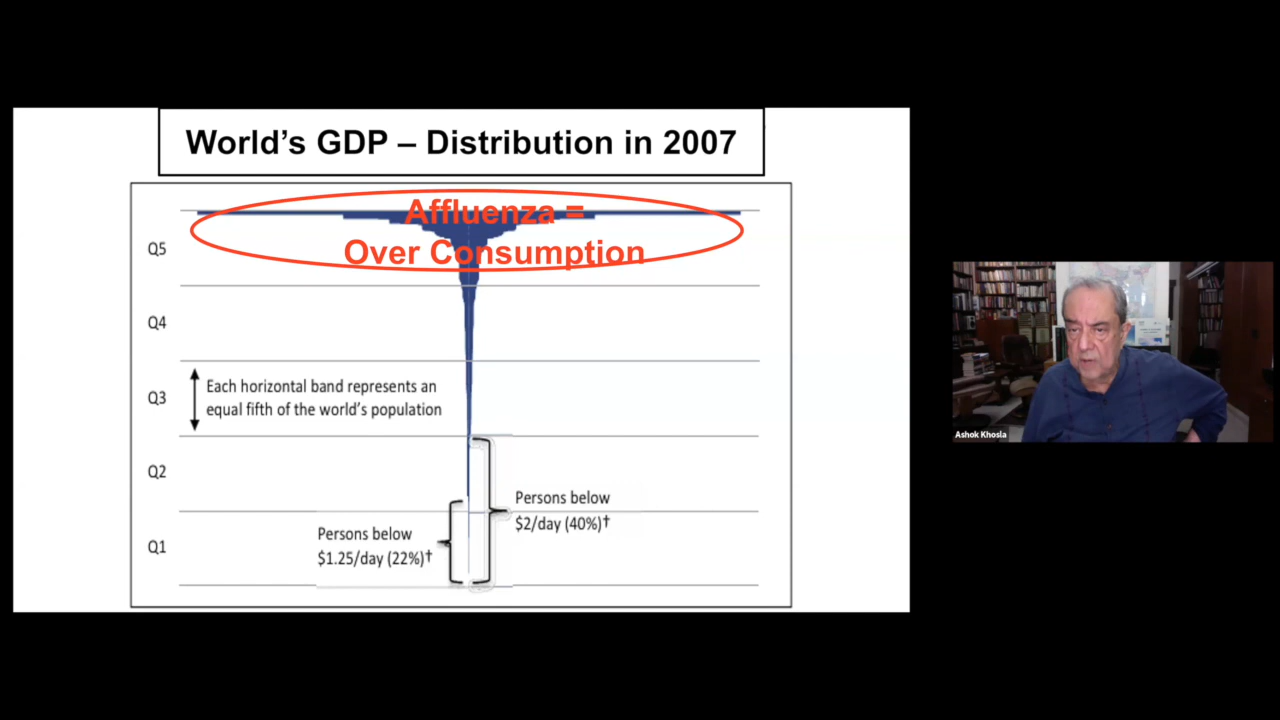 World's GDP – Distribution in 2007
Affluenza =
Over Consumption
Q5
Q4
Q3
Each horizontal band represents an
equal fifth of the world's population
Q2
Persons below
$2/day (40%)†
Q1
Persons below
$1.25/day (22%)†
Ashok Khosla